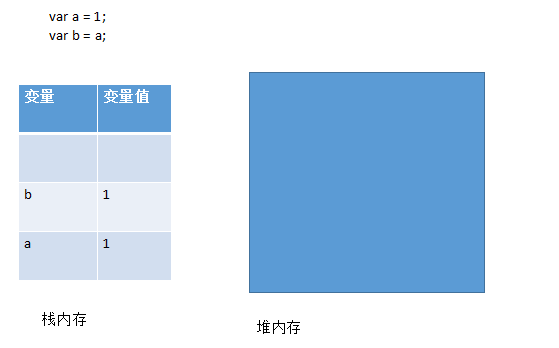 var a = 1;
var b = a;
变量 变量值
b 1
a 1
栈内存
堆内存